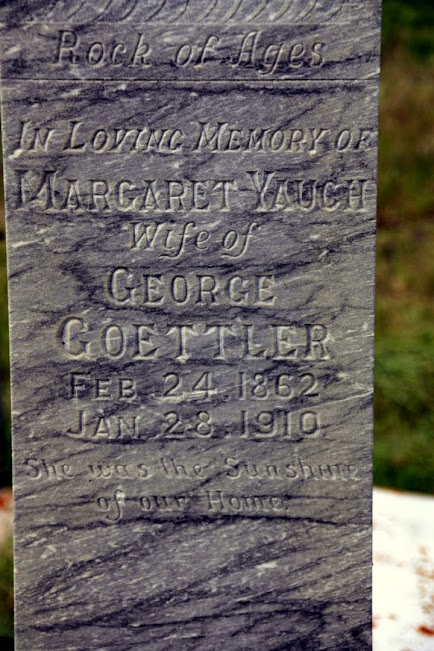 Rock of Ages
IN LOVING MEMORY OF
MARGARET YAUCH
Wife of
GEORGE
GOETTLER
FEB. 24. 1862
JAN. 28. 1910.
She was the Sunshine
of our Home.